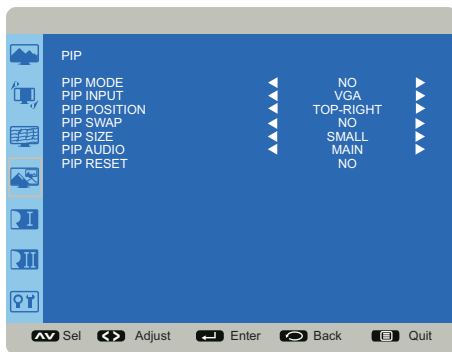 PIP
PIP MODE NO
PIP INPUT VGA
PIP POSITION TOP-RIGHT
PIP SWAP NO
PIP SIZE SMALL
PIP AUDIO MAIN
PIP RESET NO
Sel Adjust Enter Back Quit